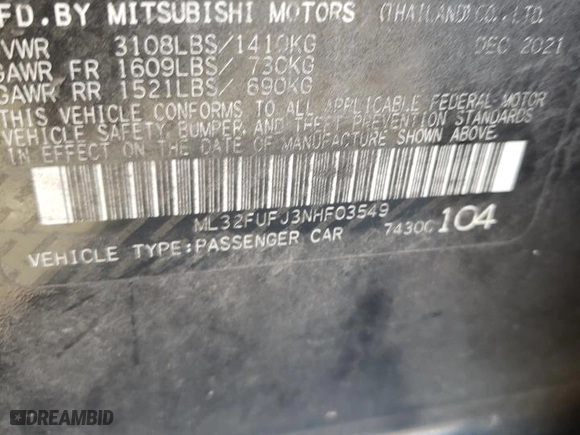 FD.BY MITSUBISHI MOTORS (THAILAND)CO.,LTD.
VWR 3108LBS/1410KG DEC 2021
GAWR FR 1609LBS/ 730KG
GAWR RR 1521LBS/ 690KG
THIS VEHICLE CONFORMS TO ALL APPLICABLE FEDERAL MOTOR
VEHICLE SAFETY, BUMPER, AND THEFT PREVENTION STANDARDS
IN EFFECT ON THE DATE OF MANUFACTURE SHOWN ABOVE.
ML32FUFJ3NHF03549
VEHICLE TYPE:PASSENGER CAR 7430C 104
DREAMBID